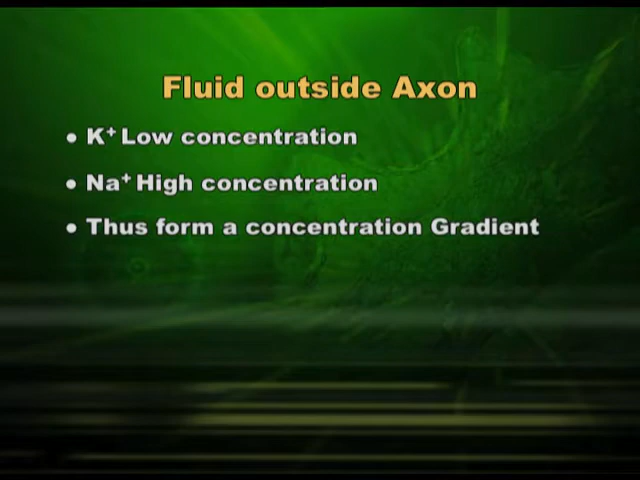 Fluid outside Axon
• K⁺ Low concentration
• Na⁺ High concentration
• Thus form a concentration Gradient